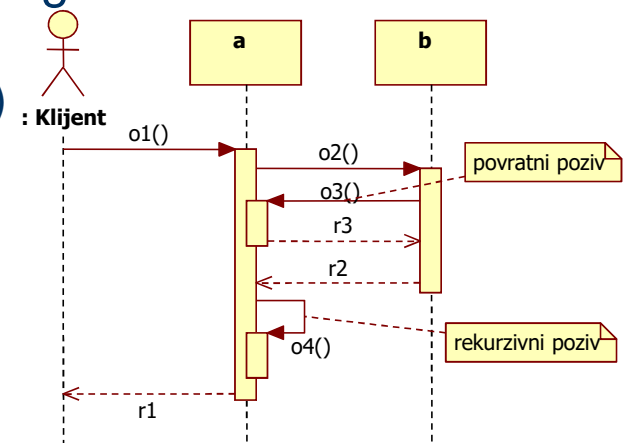 a
b
: Klijent
o1()
o2()
povratni poziv
o3()
r3
r2
o4()
rekurzivni poziv
r1